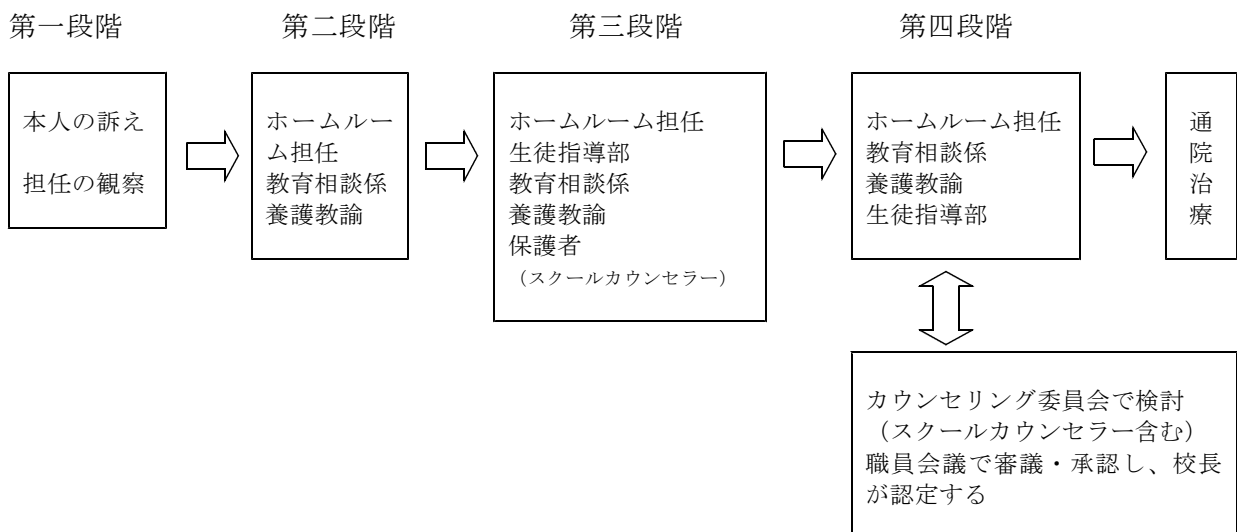 第一段階
第二段階
第三段階
第四段階
本人の訴え
担任の観察
ホームルー
ム担任
教育相談係
養護教諭
ホームルーム担任
生徒指導部
教育相談係
養護教諭
保護者
（スクールカウンセラー）
ホームルーム担任
教育相談係
養護教諭
生徒指導部
通
院
治
療
カウンセリング委員会で検討
（スクールカウンセラー含む）
職員会議で審議・承認し、校長
が認定する